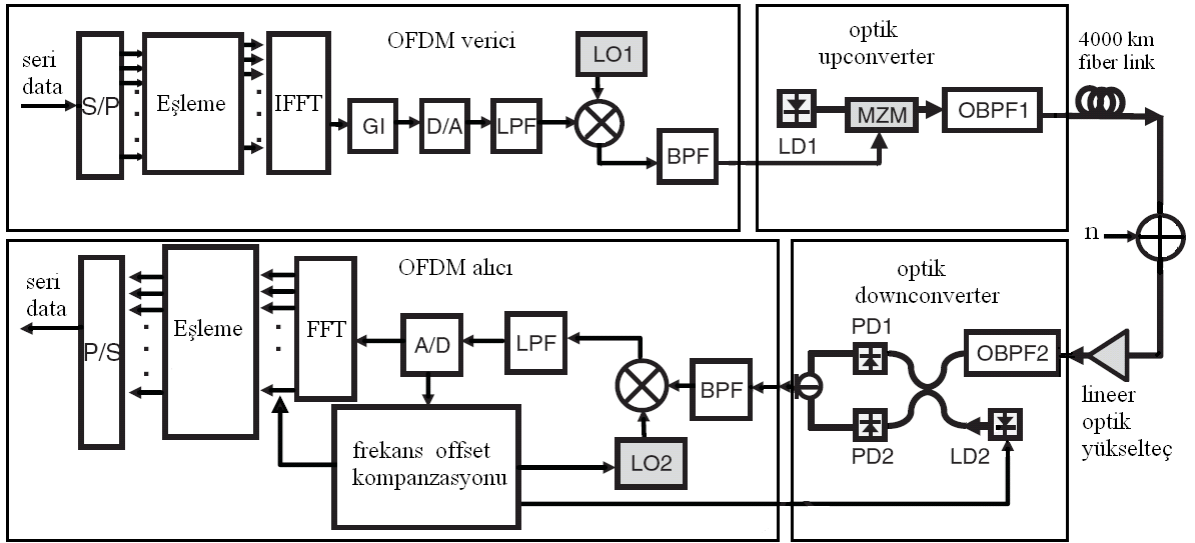 OFDM verici
seri
data
S/P
Eşleme
IFFT
GI
D/A
LPF
LO1
BPF
optik
upconverter
LD1
MZM
OBPF1
4000 km
fiber link
n
OFDM alıcı
seri
data
P/S
Eşleme
FFT
A/D
LPF
BPF
LO2
frekans offset
kompanzasyonu
optik
downconverter
PD1
PD2
OBPF2
LD2
lineer
optik
yükselteç